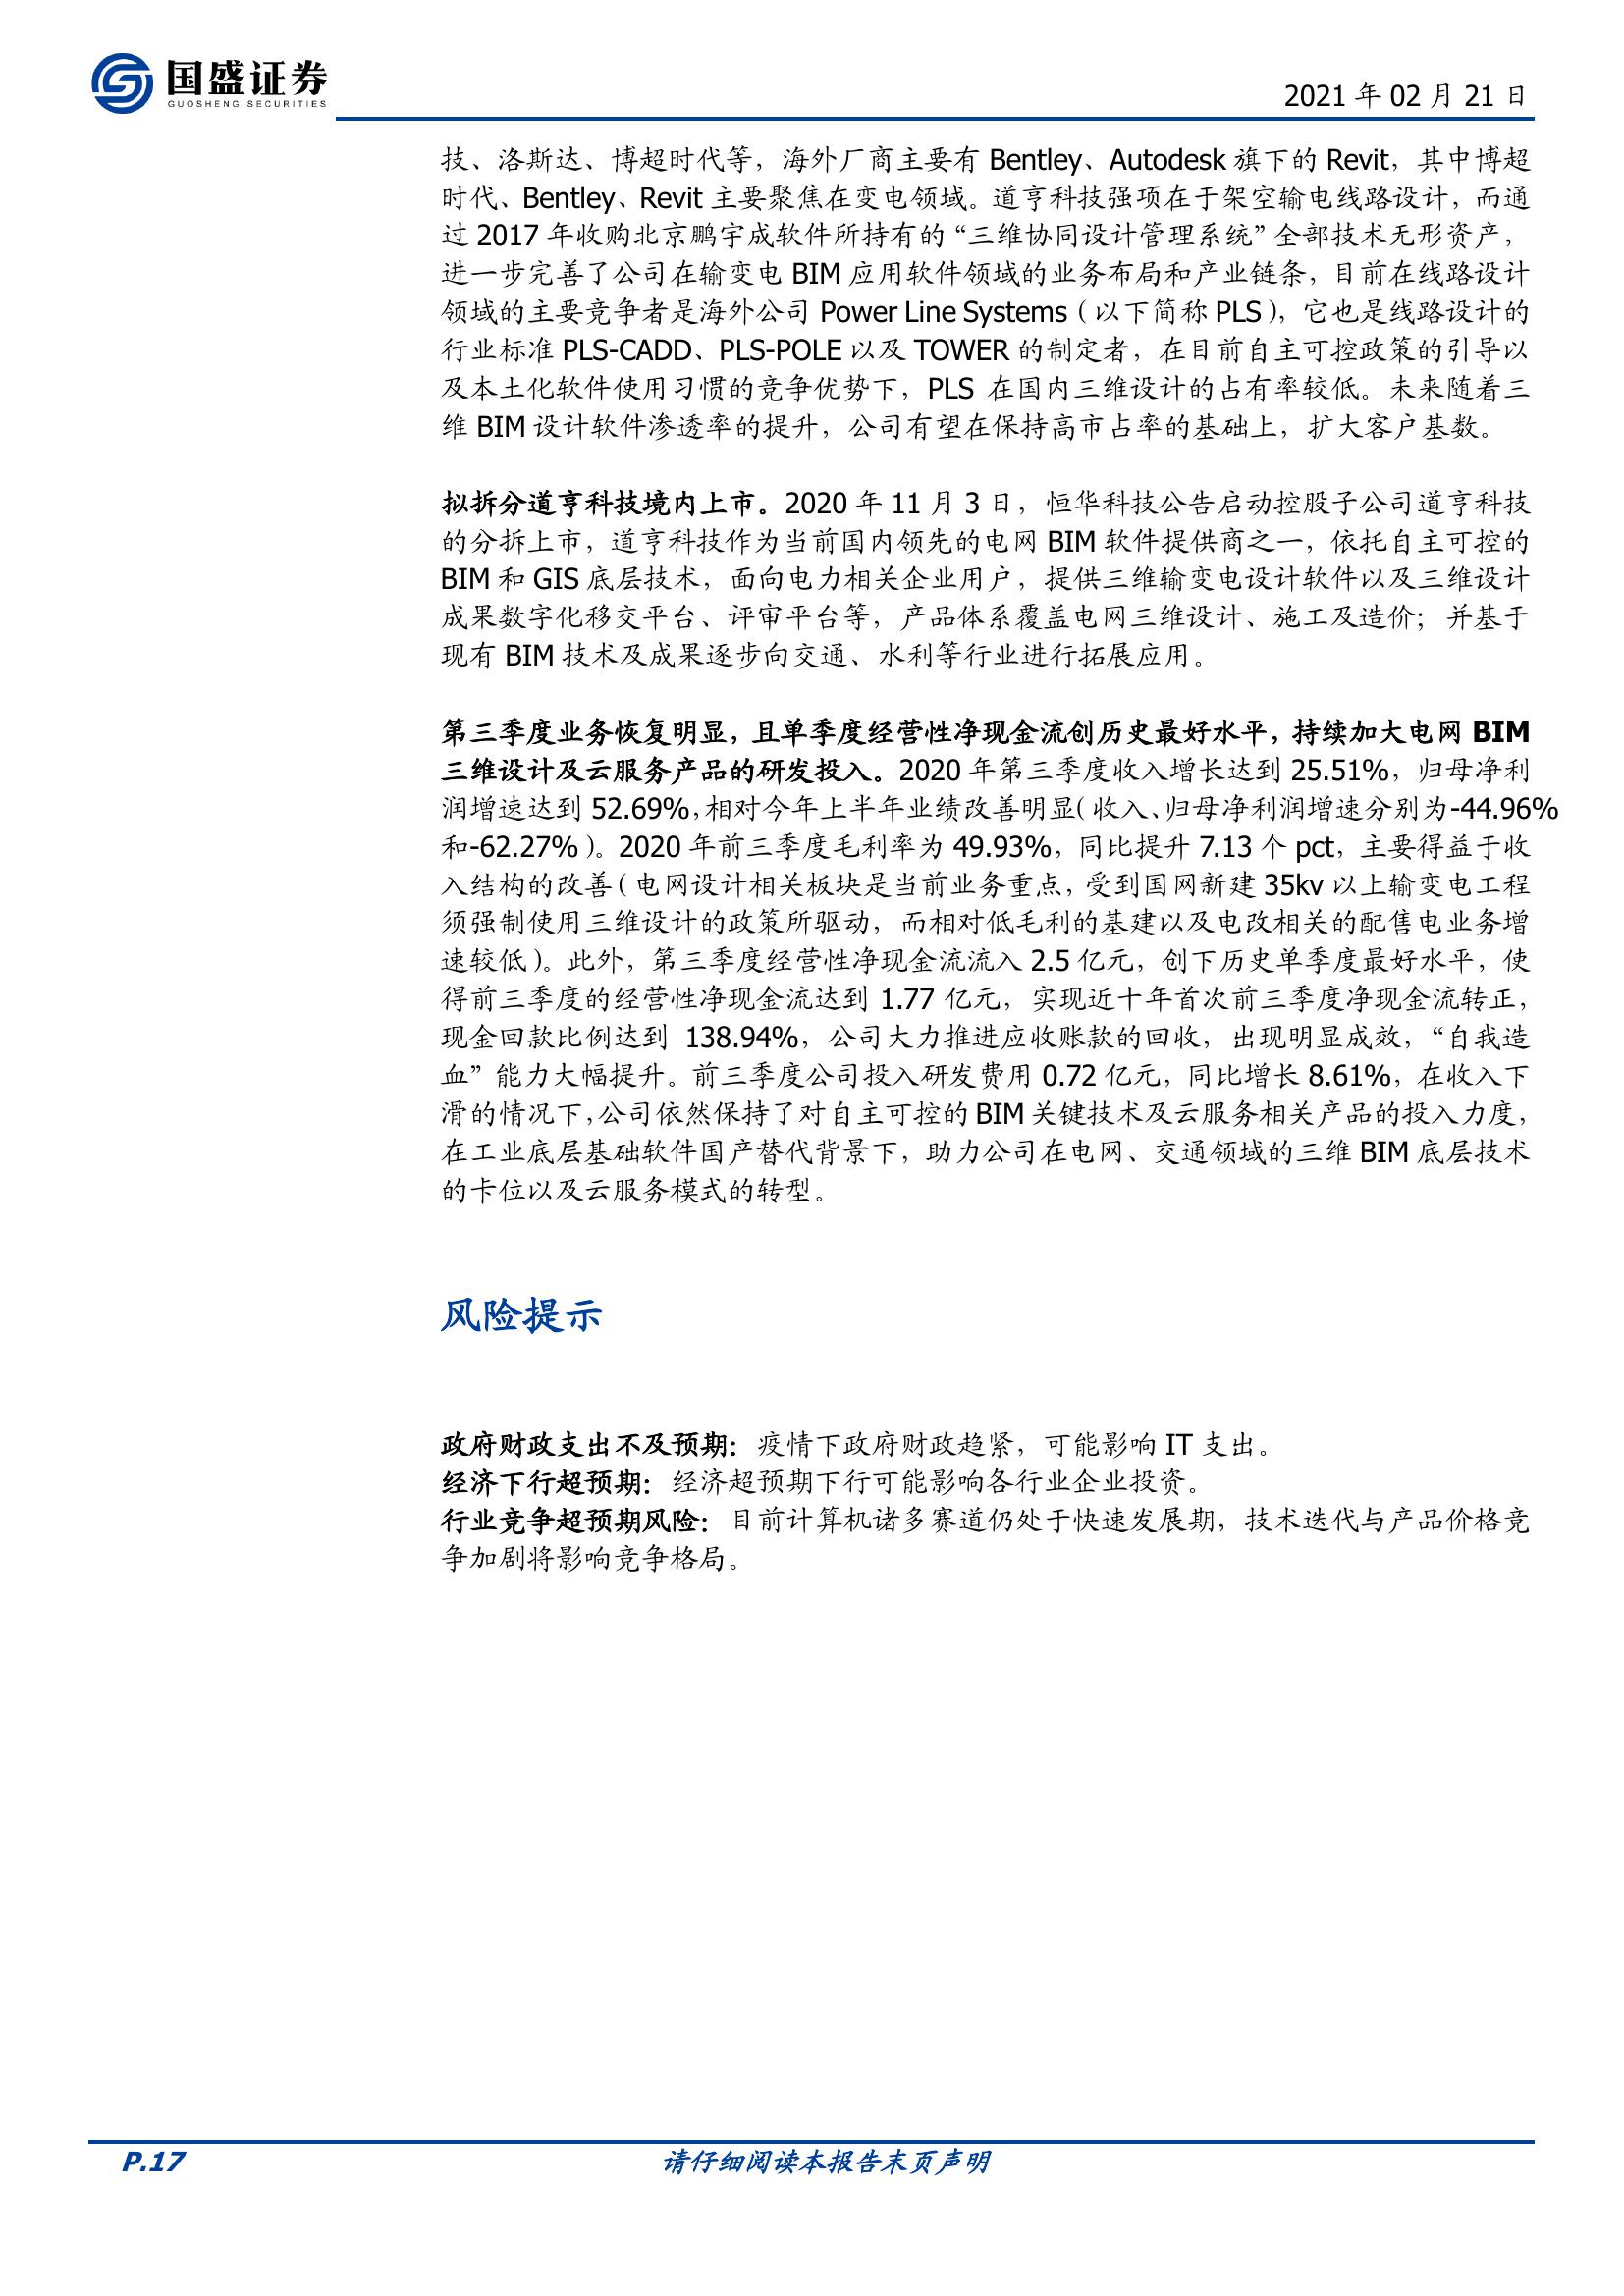 国盛证券
GUOSHENG SECURITIES
2021 年 02 月 21 日
技、洛斯达、博超时代等，海外厂商主要有 Bentley、Autodesk 旗下的 Revit，其中博超
时代、Bentley、Revit 主要聚焦在变电领域。道亨科技强项在于架空输电线路设计，而通
过 2017 年收购北京鹏宇成软件所持有的“三维协同设计管理系统”全部技术无形资产，
进一步完善了公司在输变电 BIM 应用软件领域的业务布局和产业链条，目前在线路设计
领域的主要竞争者是海外公司 Power Line Systems（以下简称 PLS），它也是线路设计的
行业标准 PLS-CADD、PLS-POLE 以及 TOWER 的制定者，在目前自主可控政策的引导以
及本土化软件使用习惯的竞争优势下，PLS 在国内三维设计的占有率较低。未来随着三
维 BIM 设计软件渗透率的提升，公司有望在保持高市占率的基础上，扩大客户基数。
拟拆分道亨科技境内上市。2020 年 11 月 3 日，恒华科技公告启动控股子公司道亨科技
的分拆上市，道亨科技作为当前国内领先的电网 BIM 软件提供商之一，依托自主可控的
BIM 和 GIS 底层技术，面向电力相关企业用户，提供三维输变电设计软件以及三维设计
成果数字化移交平台、评审平台等，产品体系覆盖电网三维设计、施工及造价；并基于
现有 BIM 技术及成果逐步向交通、水利等行业进行拓展应用。
第三季度业务恢复明显，且单季度经营性净现金流创历史最好水平，持续加大电网 BIM
三维设计及云服务产品的研发投入。2020 年第三季度收入增长达到 25.51%，归母净利
润增速达到 52.69%，相对今年上半年业绩改善明显（收入、归母净利润增速分别为-44.96%
和-62.27%）。2020 年前三季度毛利率为 49.93%，同比提升 7.13 个 pct，主要得益于收
入结构的改善（电网设计相关板块是当前业务重点，受到国网新建 35kv 以上输变电工程
须强制使用三维设计的政策所驱动，而相对低毛利的基建以及电改相关的配售电业务增
速较低）。此外，第三季度经营性净现金流流入 2.5 亿元，创下历史单季度最好水平，使
得前三季度的经营性净现金流达到 1.77 亿元，实现近十年首次前三季度净现金流转正，
现金回款比例达到 138.94%，公司大力推进应收账款的回收，出现明显成效，“自我造
血”能力大幅提升。前三季度公司投入研发费用 0.72 亿元，同比增长 8.61%，在收入下
滑的情况下，公司依然保持了对自主可控的 BIM 关键技术及云服务相关产品的投入力度，
在工业底层基础软件国产替代背景下，助力公司在电网、交通领域的三维 BIM 底层技术
的卡位以及云服务模式的转型。
风险提示
政府财政支出不及预期：疫情下政府财政趋紧，可能影响 IT 支出。
经济下行超预期：经济超预期下行可能影响各行业企业投资。
行业竞争超预期风险：目前计算机诸多赛道仍处于快速发展期，技术迭代与产品价格竞
争加剧将影响竞争格局。
P.17
请仔细阅读本报告末页声明